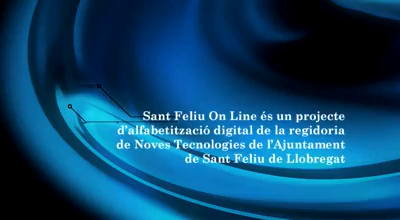 Sant Feliu On Line és un projecte
d'alfabetització digital de la regidoria
de Noves Tecnologies de l'Ajuntament
de Sant Feliu de Llobregat